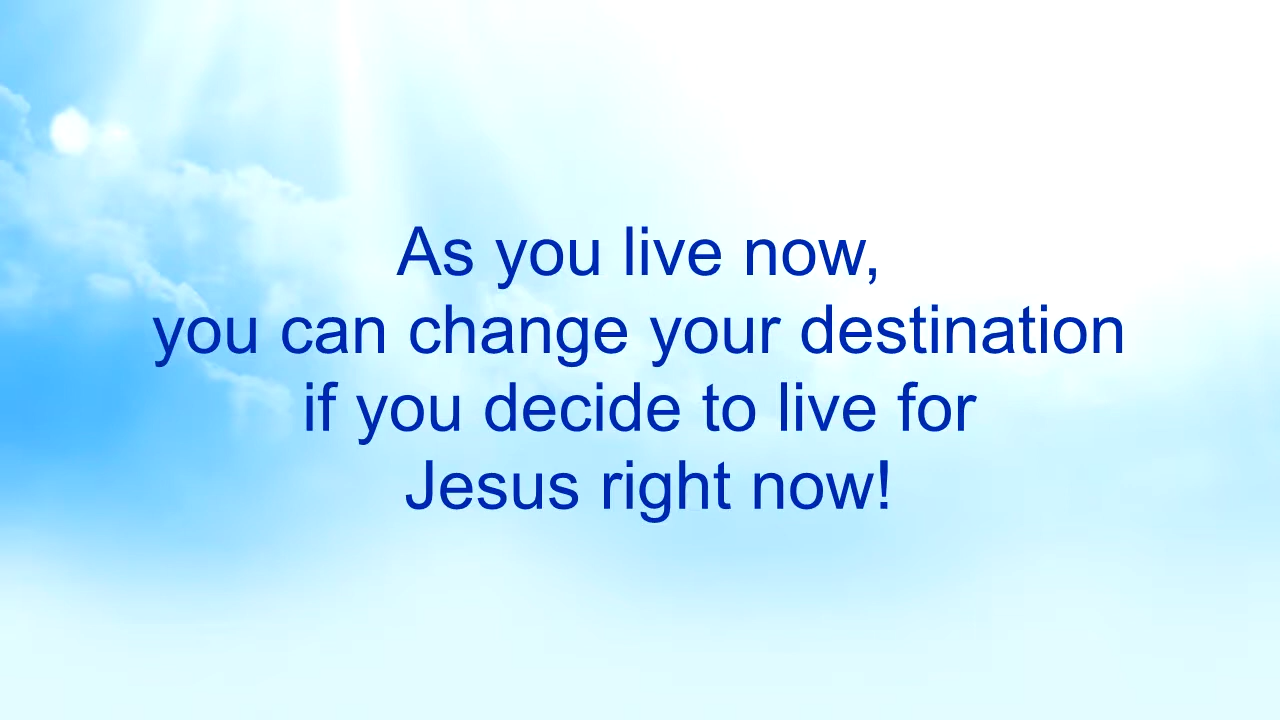 As you live now,
you can change your destination
if you decide to live for
Jesus right now!